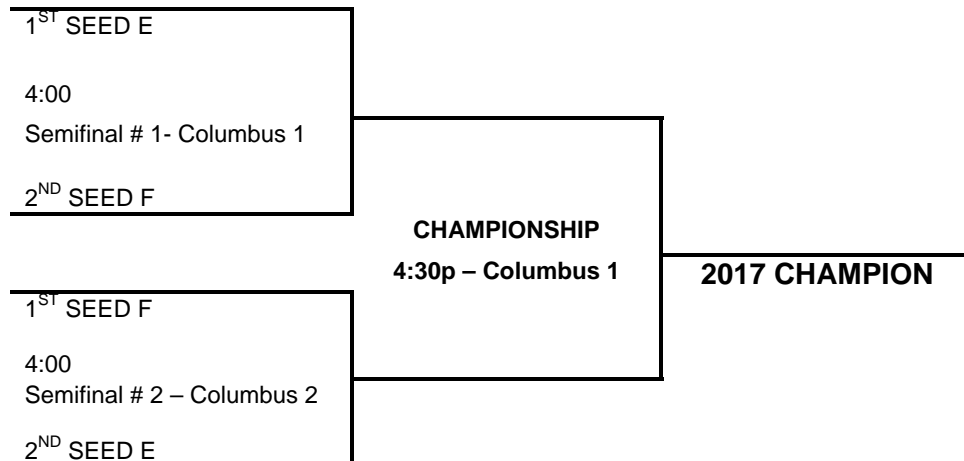 1ST SEED E
4:00
Semifinal # 1- Columbus 1
2ND SEED F
CHAMPIONSHIP
4:30p – Columbus 1
2017 CHAMPION
1ST SEED F
4:00
Semifinal # 2 – Columbus 2
2ND SEED E